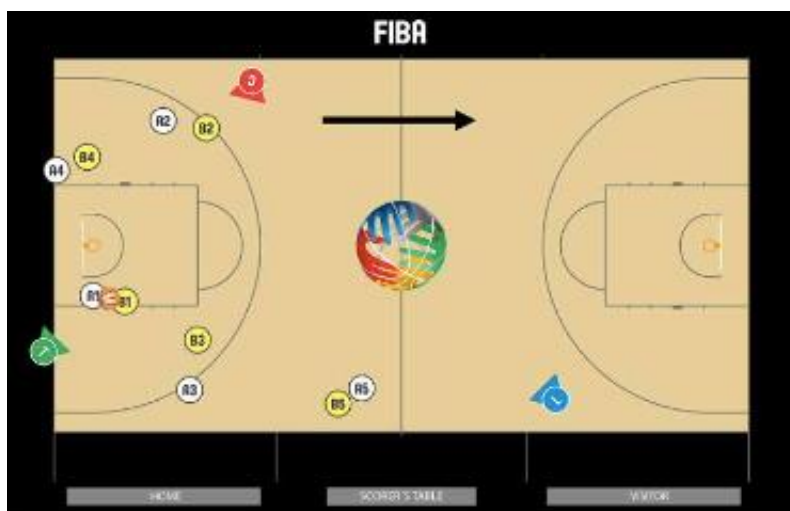 FIBA
C
A2
B2
B4
A4
A1
B1
T
B3
A3
A5
B5
L
HOME
SCORER'S TABLE
VISITOR